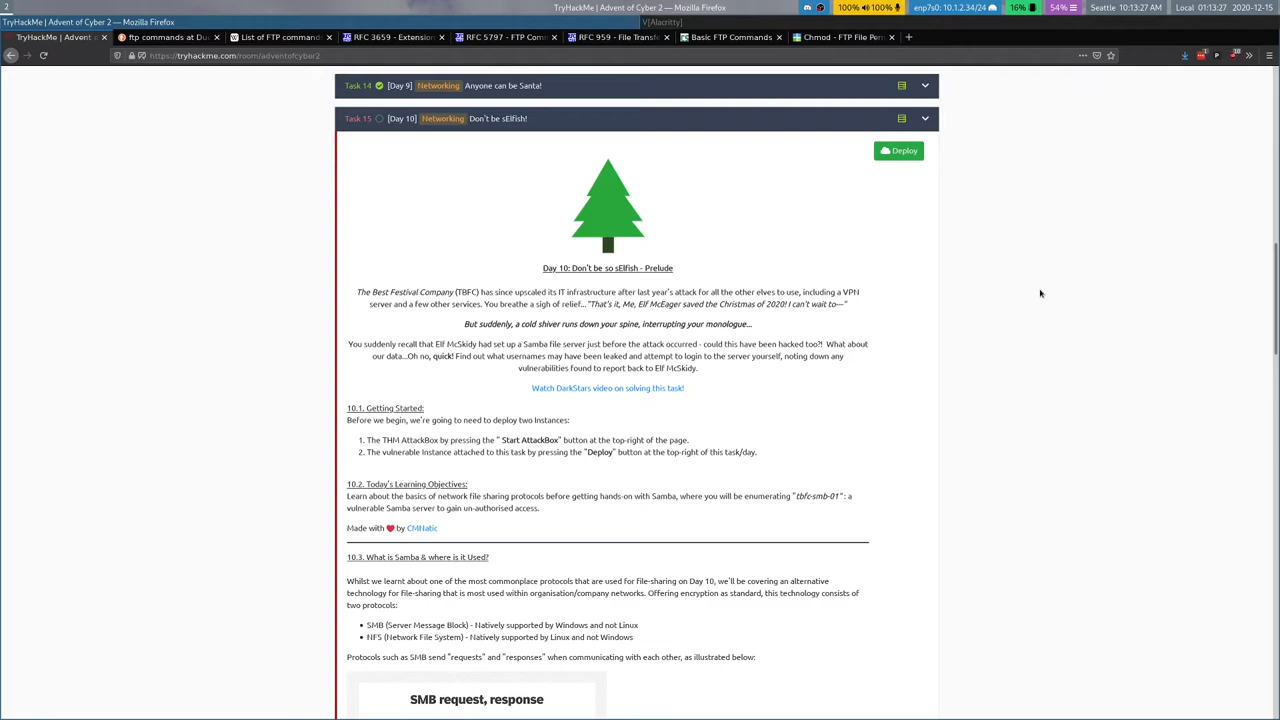 2
TryHackMe | Advent of Cyber 2 — Mozilla Firefox
100% 100%
enp7s0: 10.1.2.34/24
16%
54%
Seattle 10:13:27 AM
Local: 01:13:27
2020-12-15
TryHackMe | Advent of Cyber 2 — Mozilla Firefox
V[Alacritty]
TryHackMe | Advent o
ftp commands at Du
List of FTP commands
RFC 3659 - Extension
RFC 5797 - FTP Com
RFC 959 - File Transfe
Basic FTP Commands
Chmod - FTP File Perm
https://tryhackme.com/room/adventofcyber2
Task 14 [Day 9] Networking Anyone can be Santa!
Task 15 [Day 10] Networking Don't be sElfish!
Deploy
Day 10: Don't be so sElfish - Prelude
The Best Festival Company (TBFC) has since upscaled its IT infrastructure after last year's attack for all the other elves to use, including a VPN
server and a few other services. You breathe a sigh of relief..."That's it, Me, Elf McEager saved the Christmas of 2020! I can't wait to---"
But suddenly, a cold shiver runs down your spine, interrupting your monologue...
You suddenly recall that Elf McSkidy had set up a Samba file server just before the attack occurred - could this have been hacked too?! What about
our data...Oh no, quick! Find out what usernames may have been leaked and attempt to login to the server yourself, noting down any
vulnerabilities found to report back to Elf McSkidy.
Watch DarkStars video on solving this task!
10.1. Getting Started:
Before we begin, we're going to need to deploy two Instances:
1. The THM AttackBox by pressing the " Start AttackBox" button at the top-right of the page.
2. The vulnerable Instance attached to this task by pressing the "Deploy" button at the top-right of this task/day.
10.2. Today's Learning Objectives:
Learn about the basics of network file sharing protocols before getting hands-on with Samba, where you will be enumerating "tbfc-smb-01" : a
vulnerable Samba server to gain un-authorised access.
Made with ❤ by CMNatic
10.3. What is Samba & where is it Used?
Whilst we learnt about one of the most commonplace protocols that are used for file-sharing on Day 10, we'll be covering an alternative
technology for file-sharing that is most used within organisation/company networks. Offering encryption as standard, this technology consists of
two protocols:
• SMB (Server Message Block) - Natively supported by Windows and not Linux
• NFS (Network File System) - Natively supported by Linux and not Windows
Protocols such as SMB send "requests" and "responses" when communicating with each other, as illustrated below:
SMB request, response